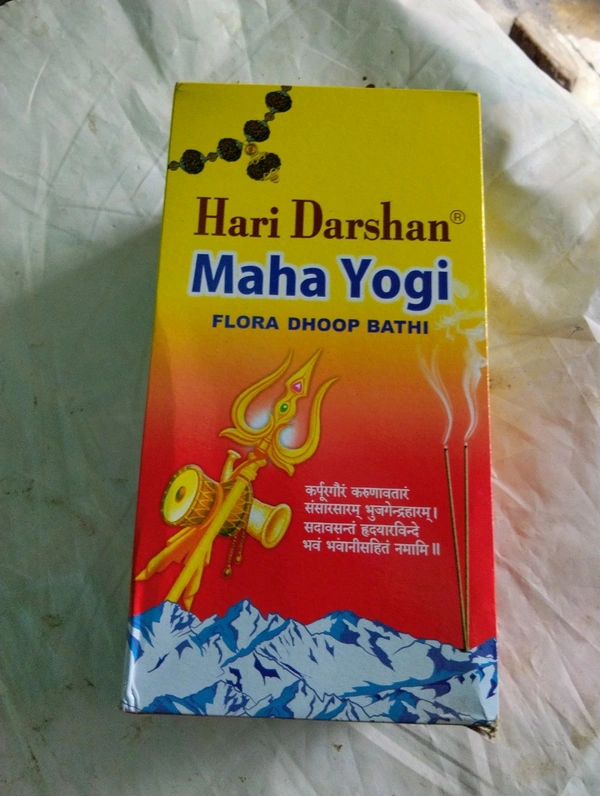 Hari Darshan®
Maha Yogi
FLORA DHOOP BATHI
कर्पूरगौरं करुणावतारं
संसारसारम् भुजगेन्द्रहारम्।
सदावसन्तं हृदयारविन्दे
भवं भवानीसहितं नमामि॥